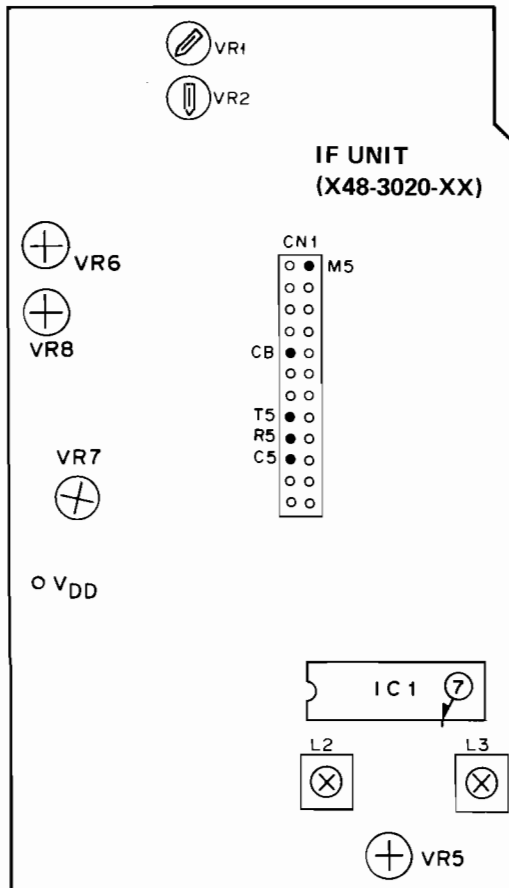 VR1
VR2
IF UNIT
(X48-3020-XX)
CN1
M5
VR6
VR8
CB
T5
R5
C5
VR7
VDD
IC1 7
L2
L3
VR5